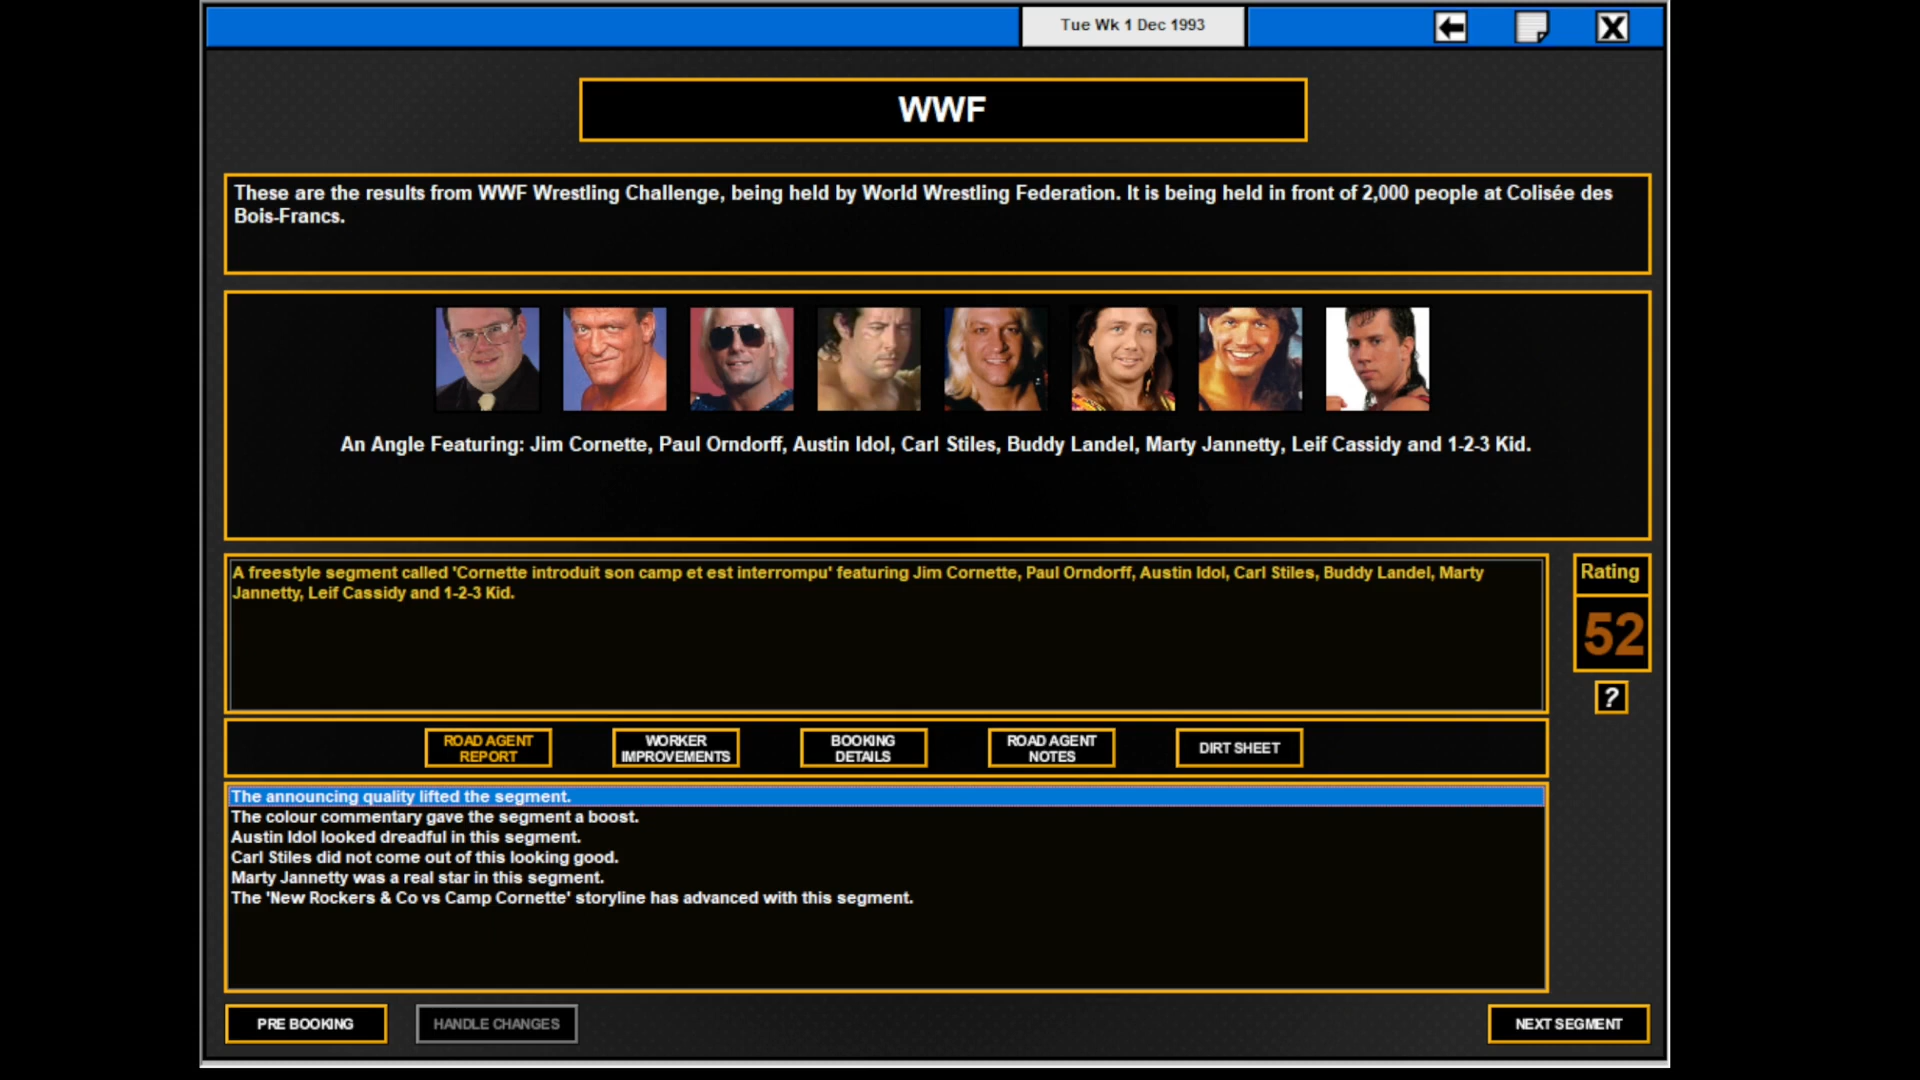 Tue Wk 1 Dec 1993
WWF
These are the results from WWF Wrestling Challenge, being held by World Wrestling Federation. It is being held in front of 2,000 people at Colisée des
Bois-Francs.
An Angle Featuring: Jim Cornette, Paul Orndorff, Austin Idol, Carl Stiles, Buddy Landel, Marty Jannetty, Leif Cassidy and 1-2-3 Kid.
A freestyle segment called 'Cornette introduit son camp et est interrompu' featuring Jim Cornette, Paul Orndorff, Austin Idol, Carl Stiles, Buddy Landel, Marty
Jannetty, Leif Cassidy and 1-2-3 Kid.
Rating
52
?
ROAD AGENT
REPORT
WORKER
IMPROVEMENTS
BOOKING
DETAILS
ROAD AGENT
NOTES
DIRT SHEET
The announcing quality lifted the segment.
The colour commentary gave the segment a boost.
Austin Idol looked dreadful in this segment.
Carl Stiles did not come out of this looking good.
Marty Jannetty was a real star in this segment.
The 'New Rockers & Co vs Camp Cornette' storyline has advanced with this segment.
PRE BOOKING
HANDLE CHANGES
NEXT SEGMENT